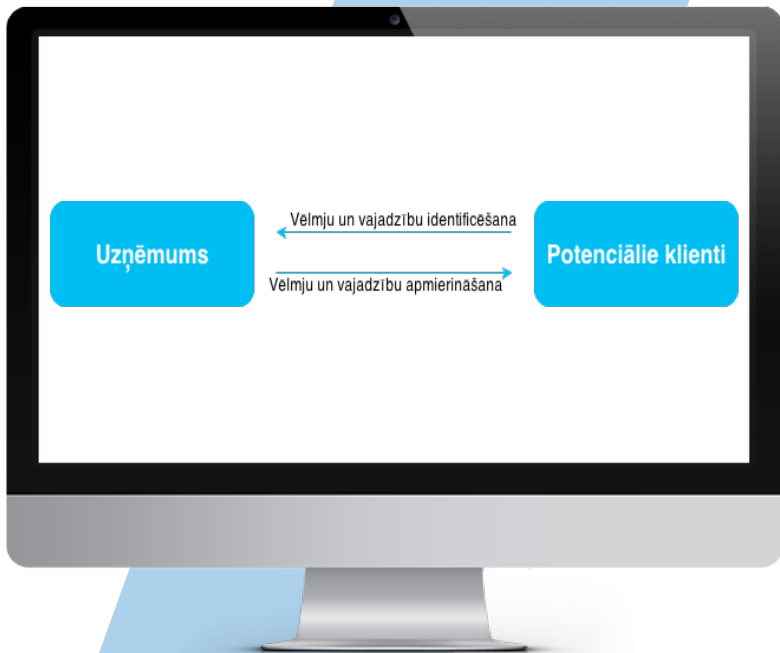 Vēlmju un vajadzību identificēšana
Uzņēmums
Potenciālie klienti
Vēlmju un vajadzību apmierināšana